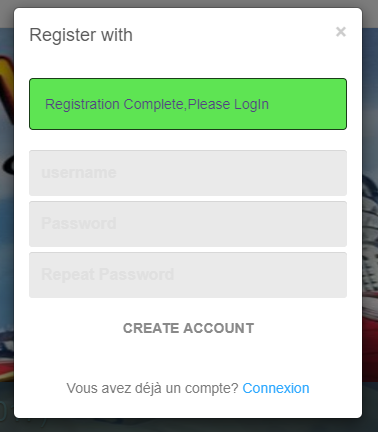 Register with ×
Registration Complete,Please LogIn
username
Password
Repeat Password
CREATE ACCOUNT
Vous avez déjà un compte? Connexion